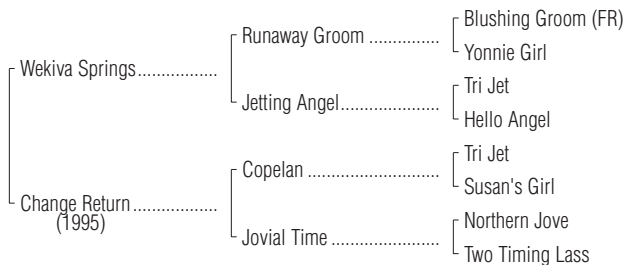 Blushing Groom (FR)
Runaway Groom ..............
Yonnie Girl
Wekiva Springs................
Tri Jet
Jetting Angel....................
Hello Angel
Tri Jet
Copelan ...........................
Susan's Girl
Change Return .................
(1995)
Northern Jove
Jovial Time ......................
Two Timing Lass